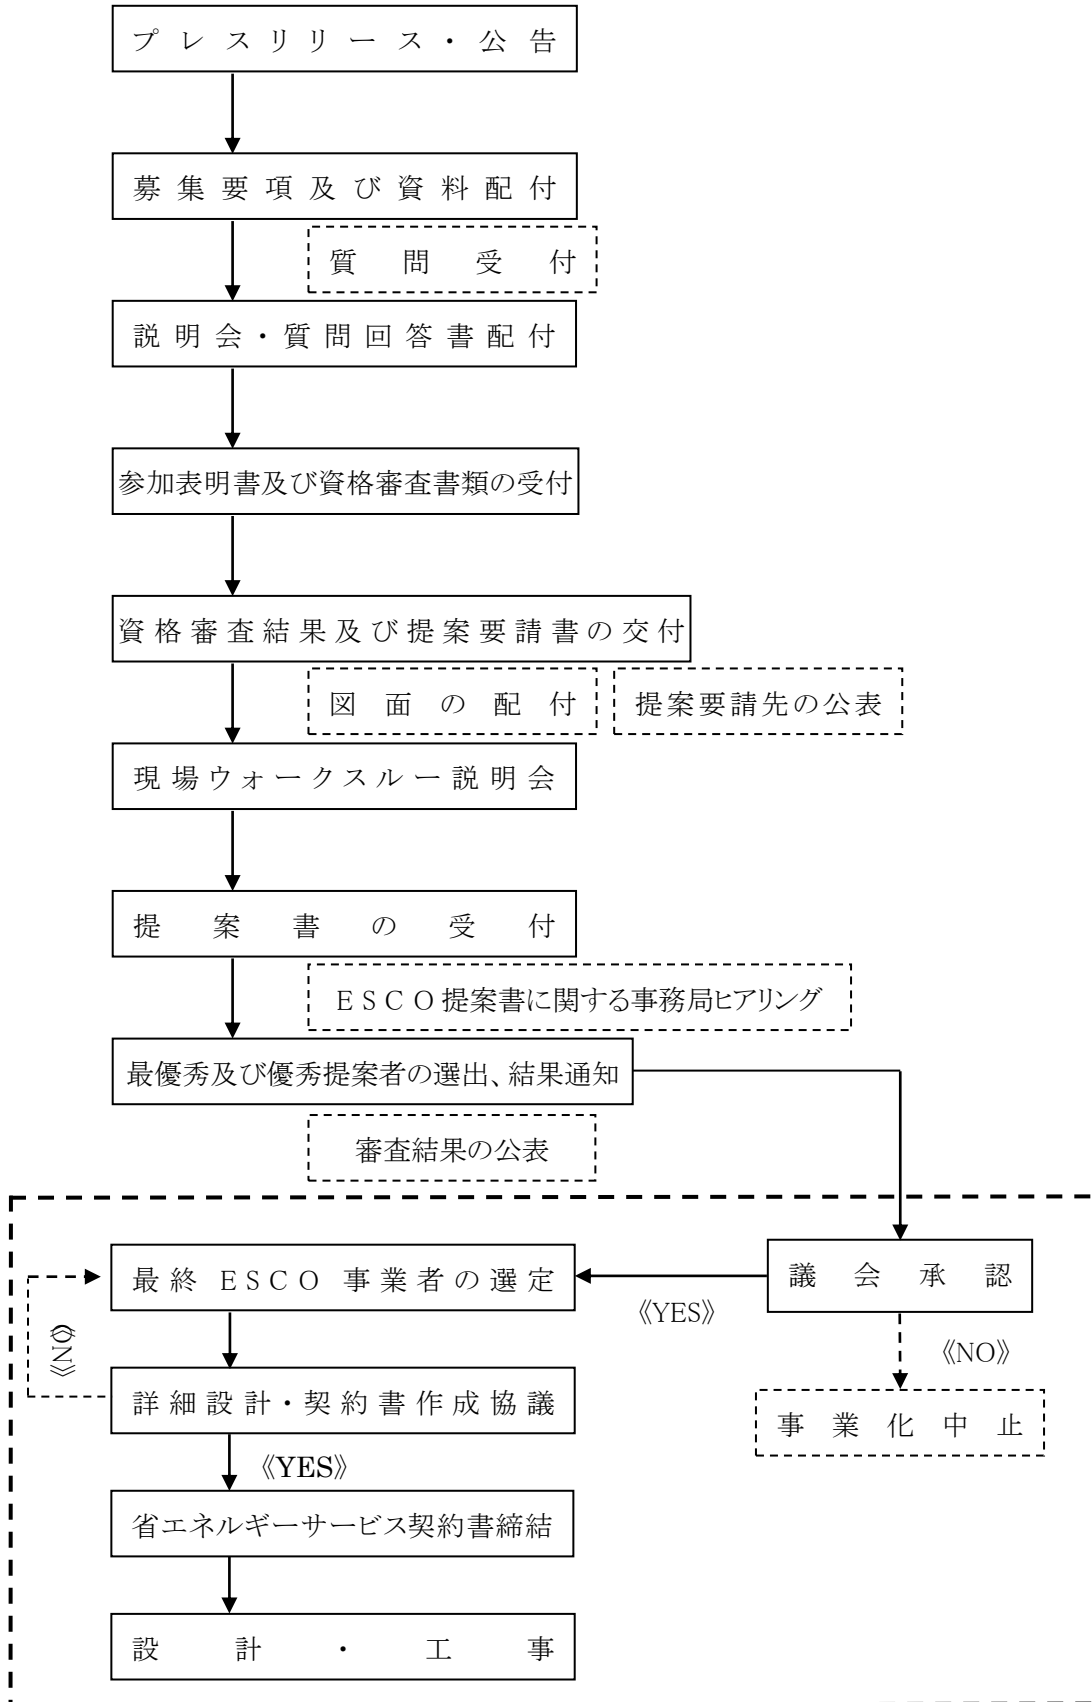 プレスリリース・公告
募集要項及び資料配付
質問受付
説明会・質問回答書配付
参加表明書及び資格審査書類の受付
資格審査結果及び提案要請書の交付
図面の配付
提案要請先の公表
現場ウォークスルー説明会
提案書の受付
ESCO提案書に関する事務局ヒアリング
最優秀及び優秀提案者の選出、結果通知
審査結果の公表
最終ESCO事業者の選定
議会承認
《YES》
《NO》
《NO》
詳細設計・契約書作成協議
事業化中止
《YES》
省エネルギーサービス契約書締結
設計・工事